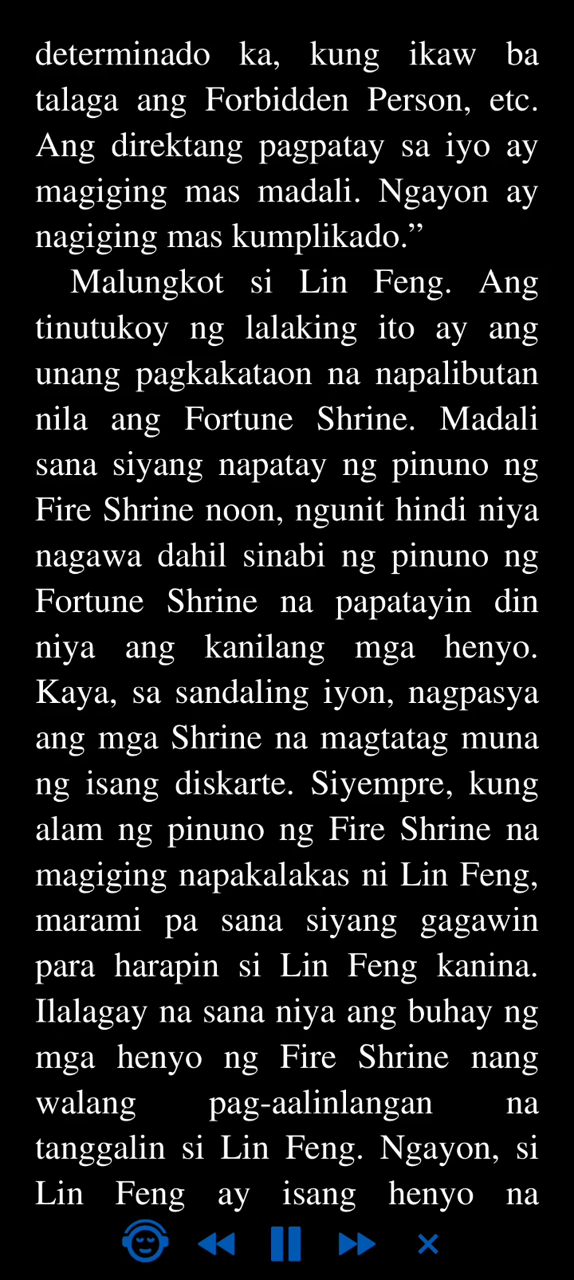 determinado ka, kung ikaw ba
talaga ang Forbidden Person, etc.
Ang direktang pagpatay sa iyo ay
magiging mas madali. Ngayon ay
nagiging mas kumplikado.”
Malungkot si Lin Feng. Ang
tinutukoy ng lalaking ito ay ang
unang pagkakataon na napalibutan
nila ang Fortune Shrine. Madali
sana siyang napatay ng pinuno ng
Fire Shrine noon, ngunit hindi niya
nagawa dahil sinabi ng pinuno ng
Fortune Shrine na papatayin din
niya ang kanilang mga henyo.
Kaya, sa sandaling iyon, nagpasya
ang mga Shrine na magtatag muna
ng isang diskarte. Siyempre, kung
alam ng pinuno ng Fire Shrine na
magiging napakalakas ni Lin Feng,
marami pa sana siyang gagawin
para harapin si Lin Feng kanina.
Ilalagay na sana niya ang buhay ng
mga henyo ng Fire Shrine nang
walang pag-aalinlangan na
tanggalin si Lin Feng. Ngayon, si
Lin Feng ay isang henyo na